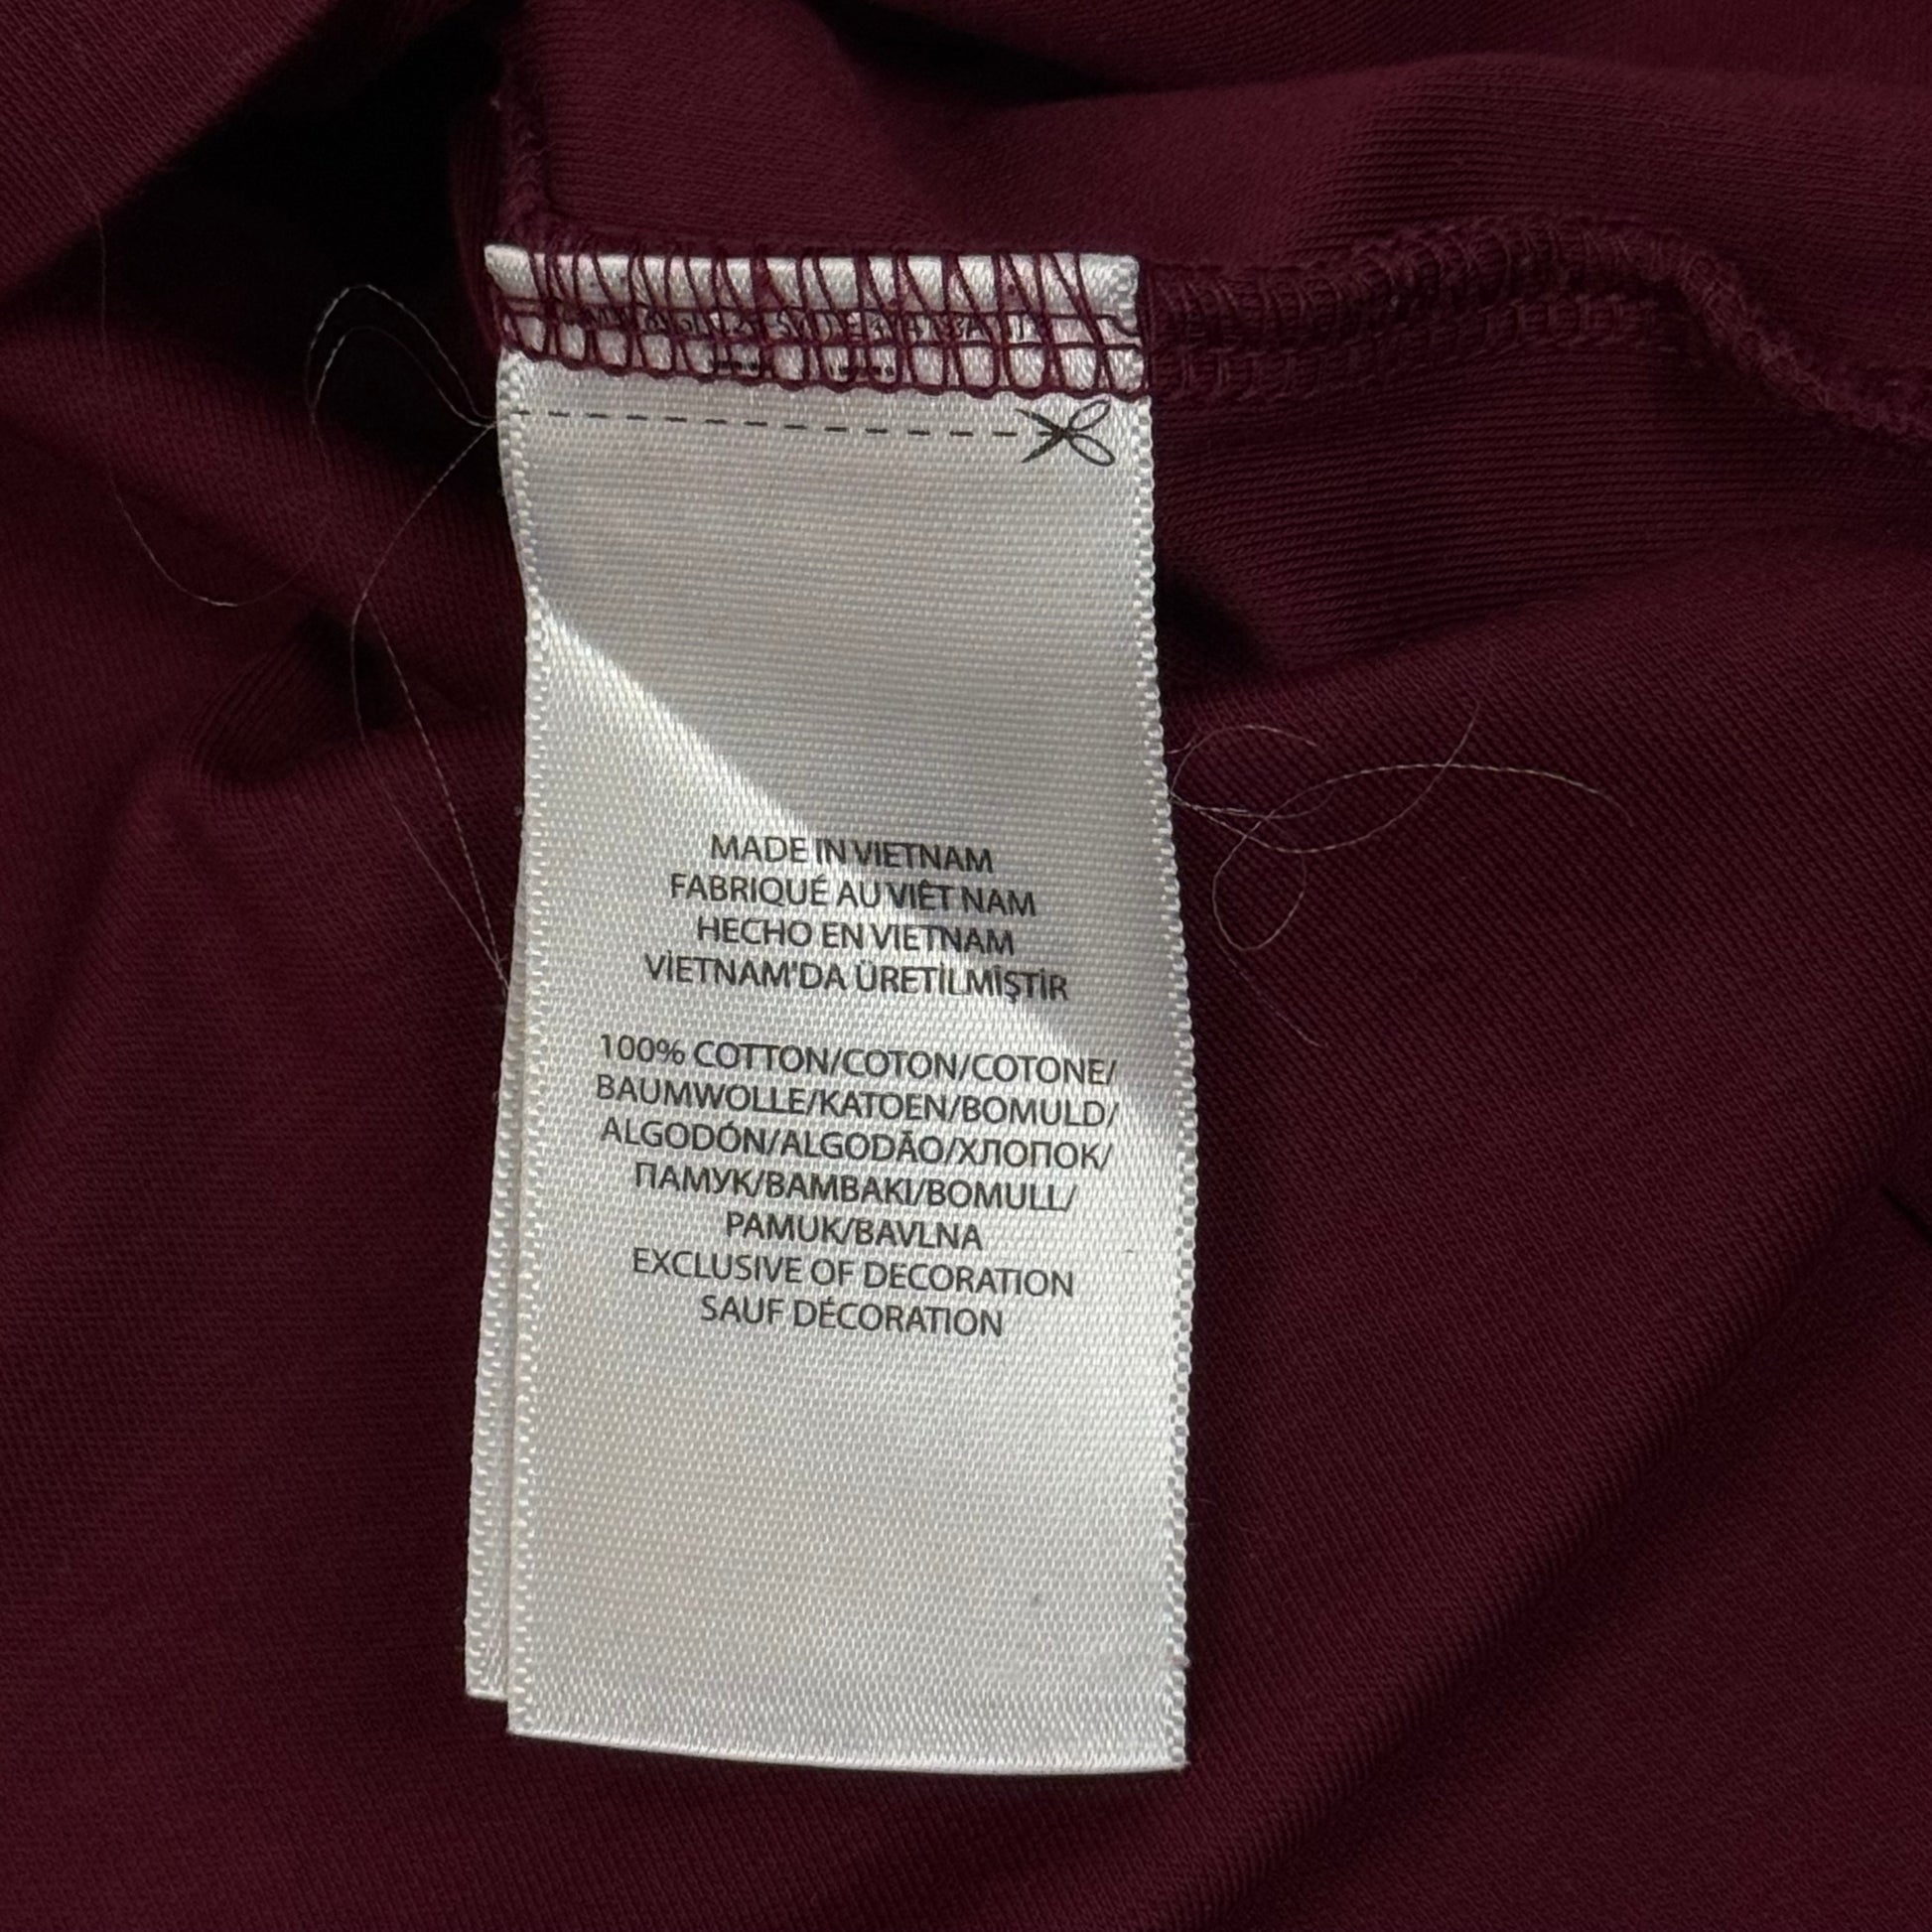 MADE IN VIETNAM
FABRIQUÉ AU VIÊT NAM
HECHO EN VIETNAM
VİETNAM'DA ÜRETİLMİŞTİR
100% COTTON/COTON/COTONE/
BAUMWOLLE/KATOEN/BOMULD/
ALGODÓN/ALGODÃO/ХЛОПОК/
ПАМУК/ΒΑΜΒΑΚΙ/BOMULL/
PAMUK/BAVLNA
EXCLUSIVE OF DECORATION
SAUF DÉCORATION